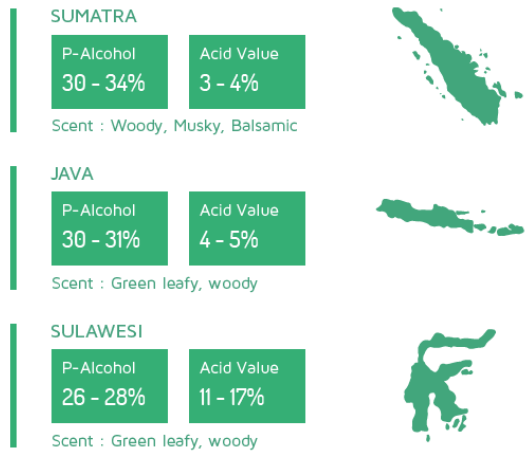 SUMATRA
P-Alcohol
30 - 34%
Acid Value
3 - 4%
Scent : Woody, Musky, Balsamic
JAVA
P-Alcohol
30 - 31%
Acid Value
4 - 5%
Scent : Green leafy, woody
SULAWESI
P-Alcohol
26 - 28%
Acid Value
11 - 17%
Scent : Green leafy, woody